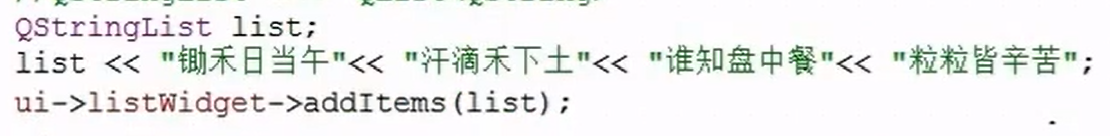 QStringList list;
list << "锄禾日当午"<< "汗滴禾下土"<< "谁知盘中餐"<< "粒粒皆辛苦";
ui->listWidget->addItems(list);